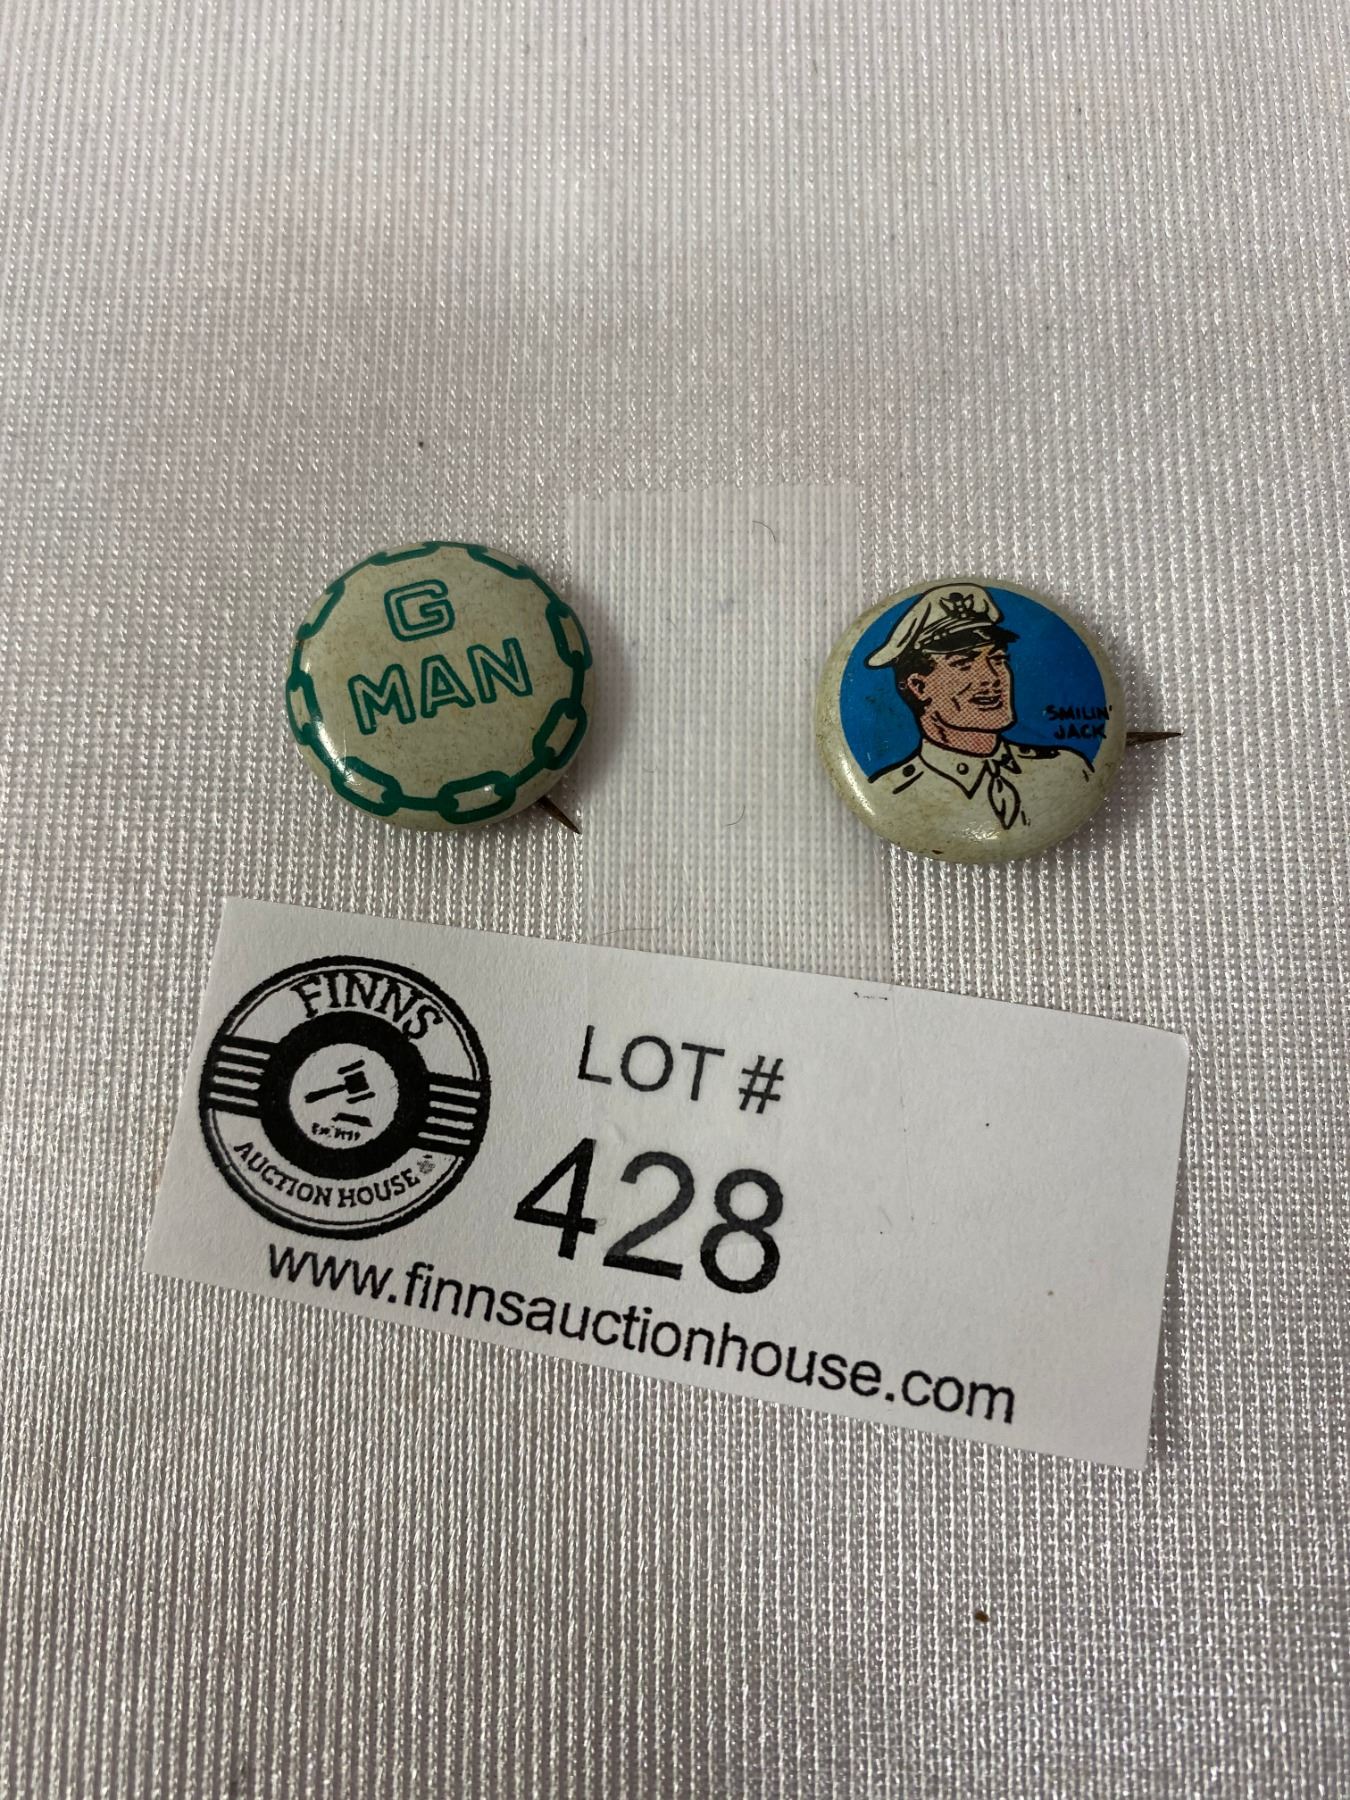 G
MAN
SMILIN'
JACK
FINNS
AUCTION HOUSE
LOT #
428
www.finnsauctionhouse.com